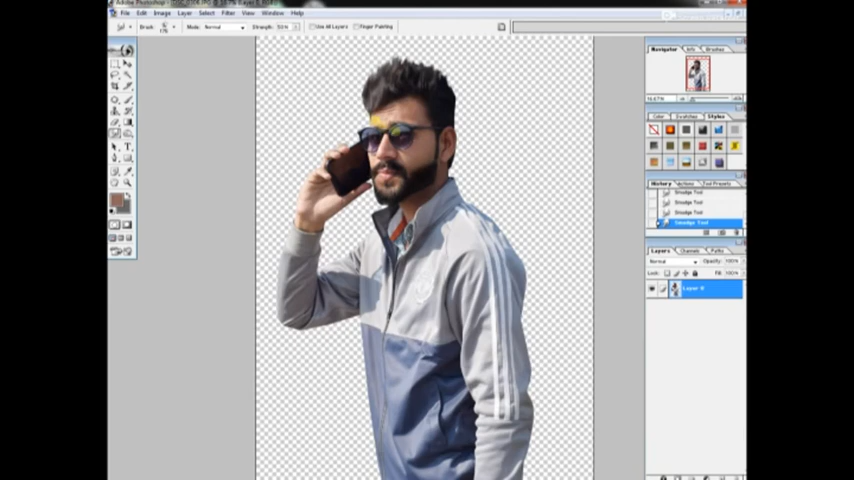 Adobe Photoshop
File Edit Image Layer Select Filter View Window Help
Brush: Mode: Normal Strength: 50% Use All Layers Finger Painting
Navigator Info Brushes
Color Swatches Styles
History Actions Tool Presets
Smudge Tool
Smudge Tool
Smudge Tool
Smudge Tool
Layers Channels Paths
Normal Opacity: 100%
Lock: Fill: 100%
Layer 0